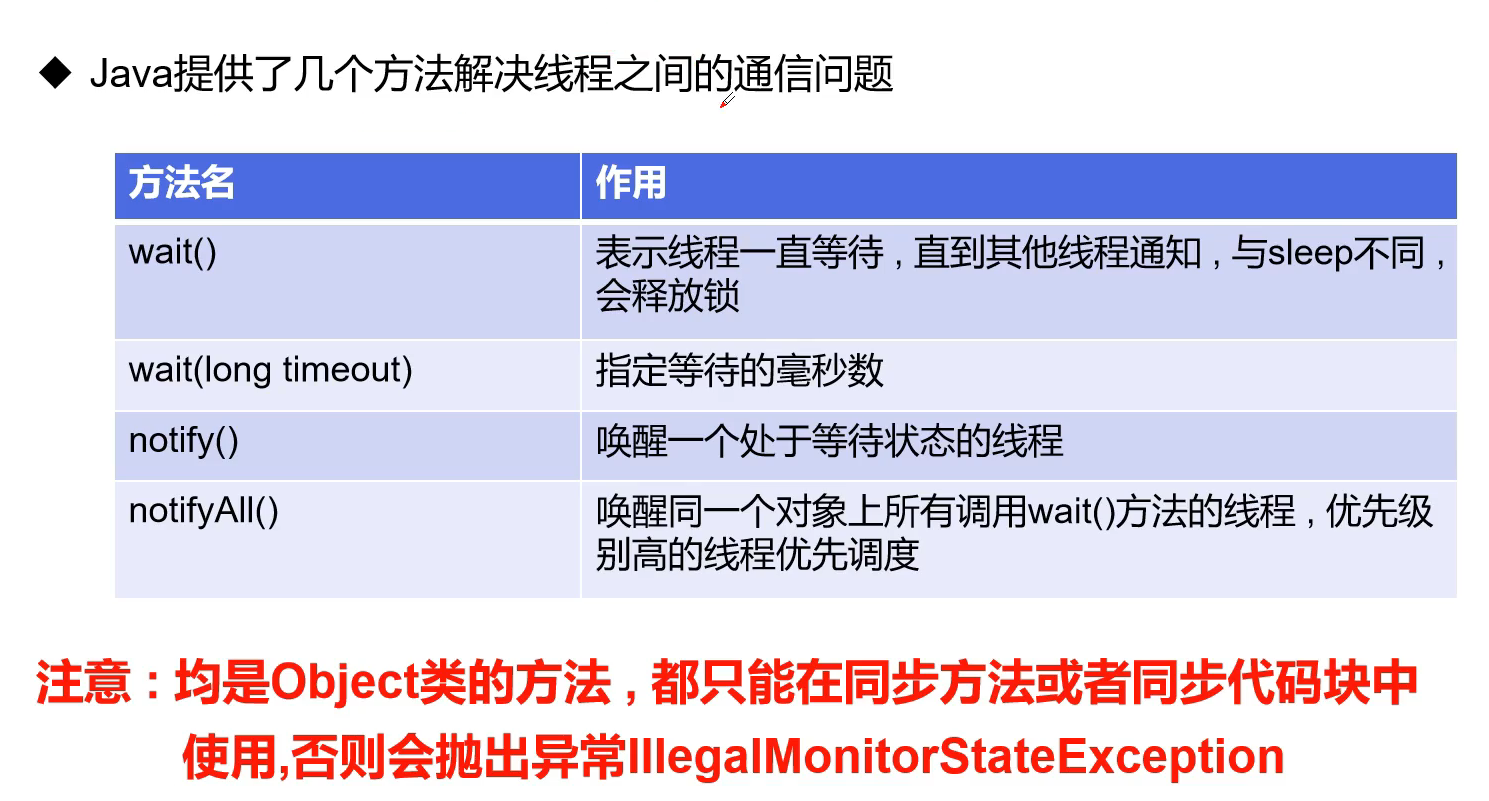 ◆ Java提供了几个方法解决线程之间的通信问题
方法名 作用
wait() 表示线程一直等待，直到其他线程通知，与sleep不同，
会释放锁
wait(long timeout) 指定等待的毫秒数
notify() 唤醒一个处于等待状态的线程
notifyAll() 唤醒同一个对象上所有调用wait()方法的线程，优先级
别高的线程优先调度
注意：均是Object类的方法，都只能在同步方法或者同步代码块中
使用,否则会抛出异常IllegalMonitorStateException